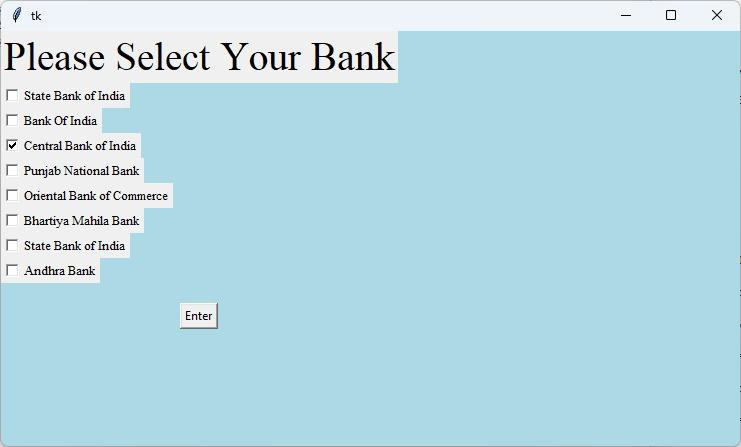 tk
Please Select Your Bank
State Bank of India
Bank Of India
Central Bank of India
Punjab National Bank
Oriental Bank of Commerce
Bhartiya Mahila Bank
State Bank of India
Andhra Bank
Enter